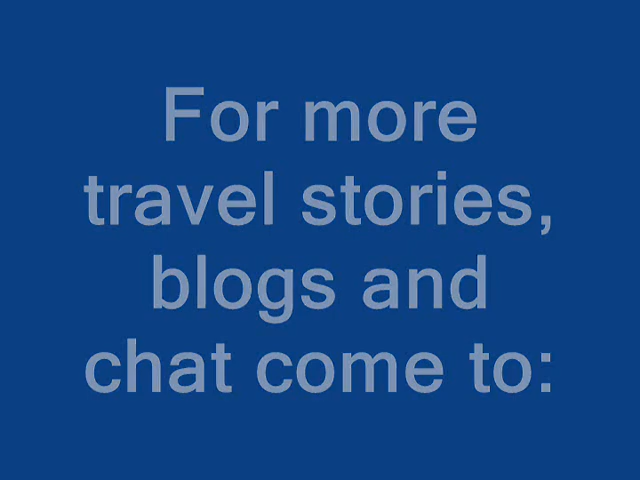 For more
travel stories,
blogs and
chat come to: